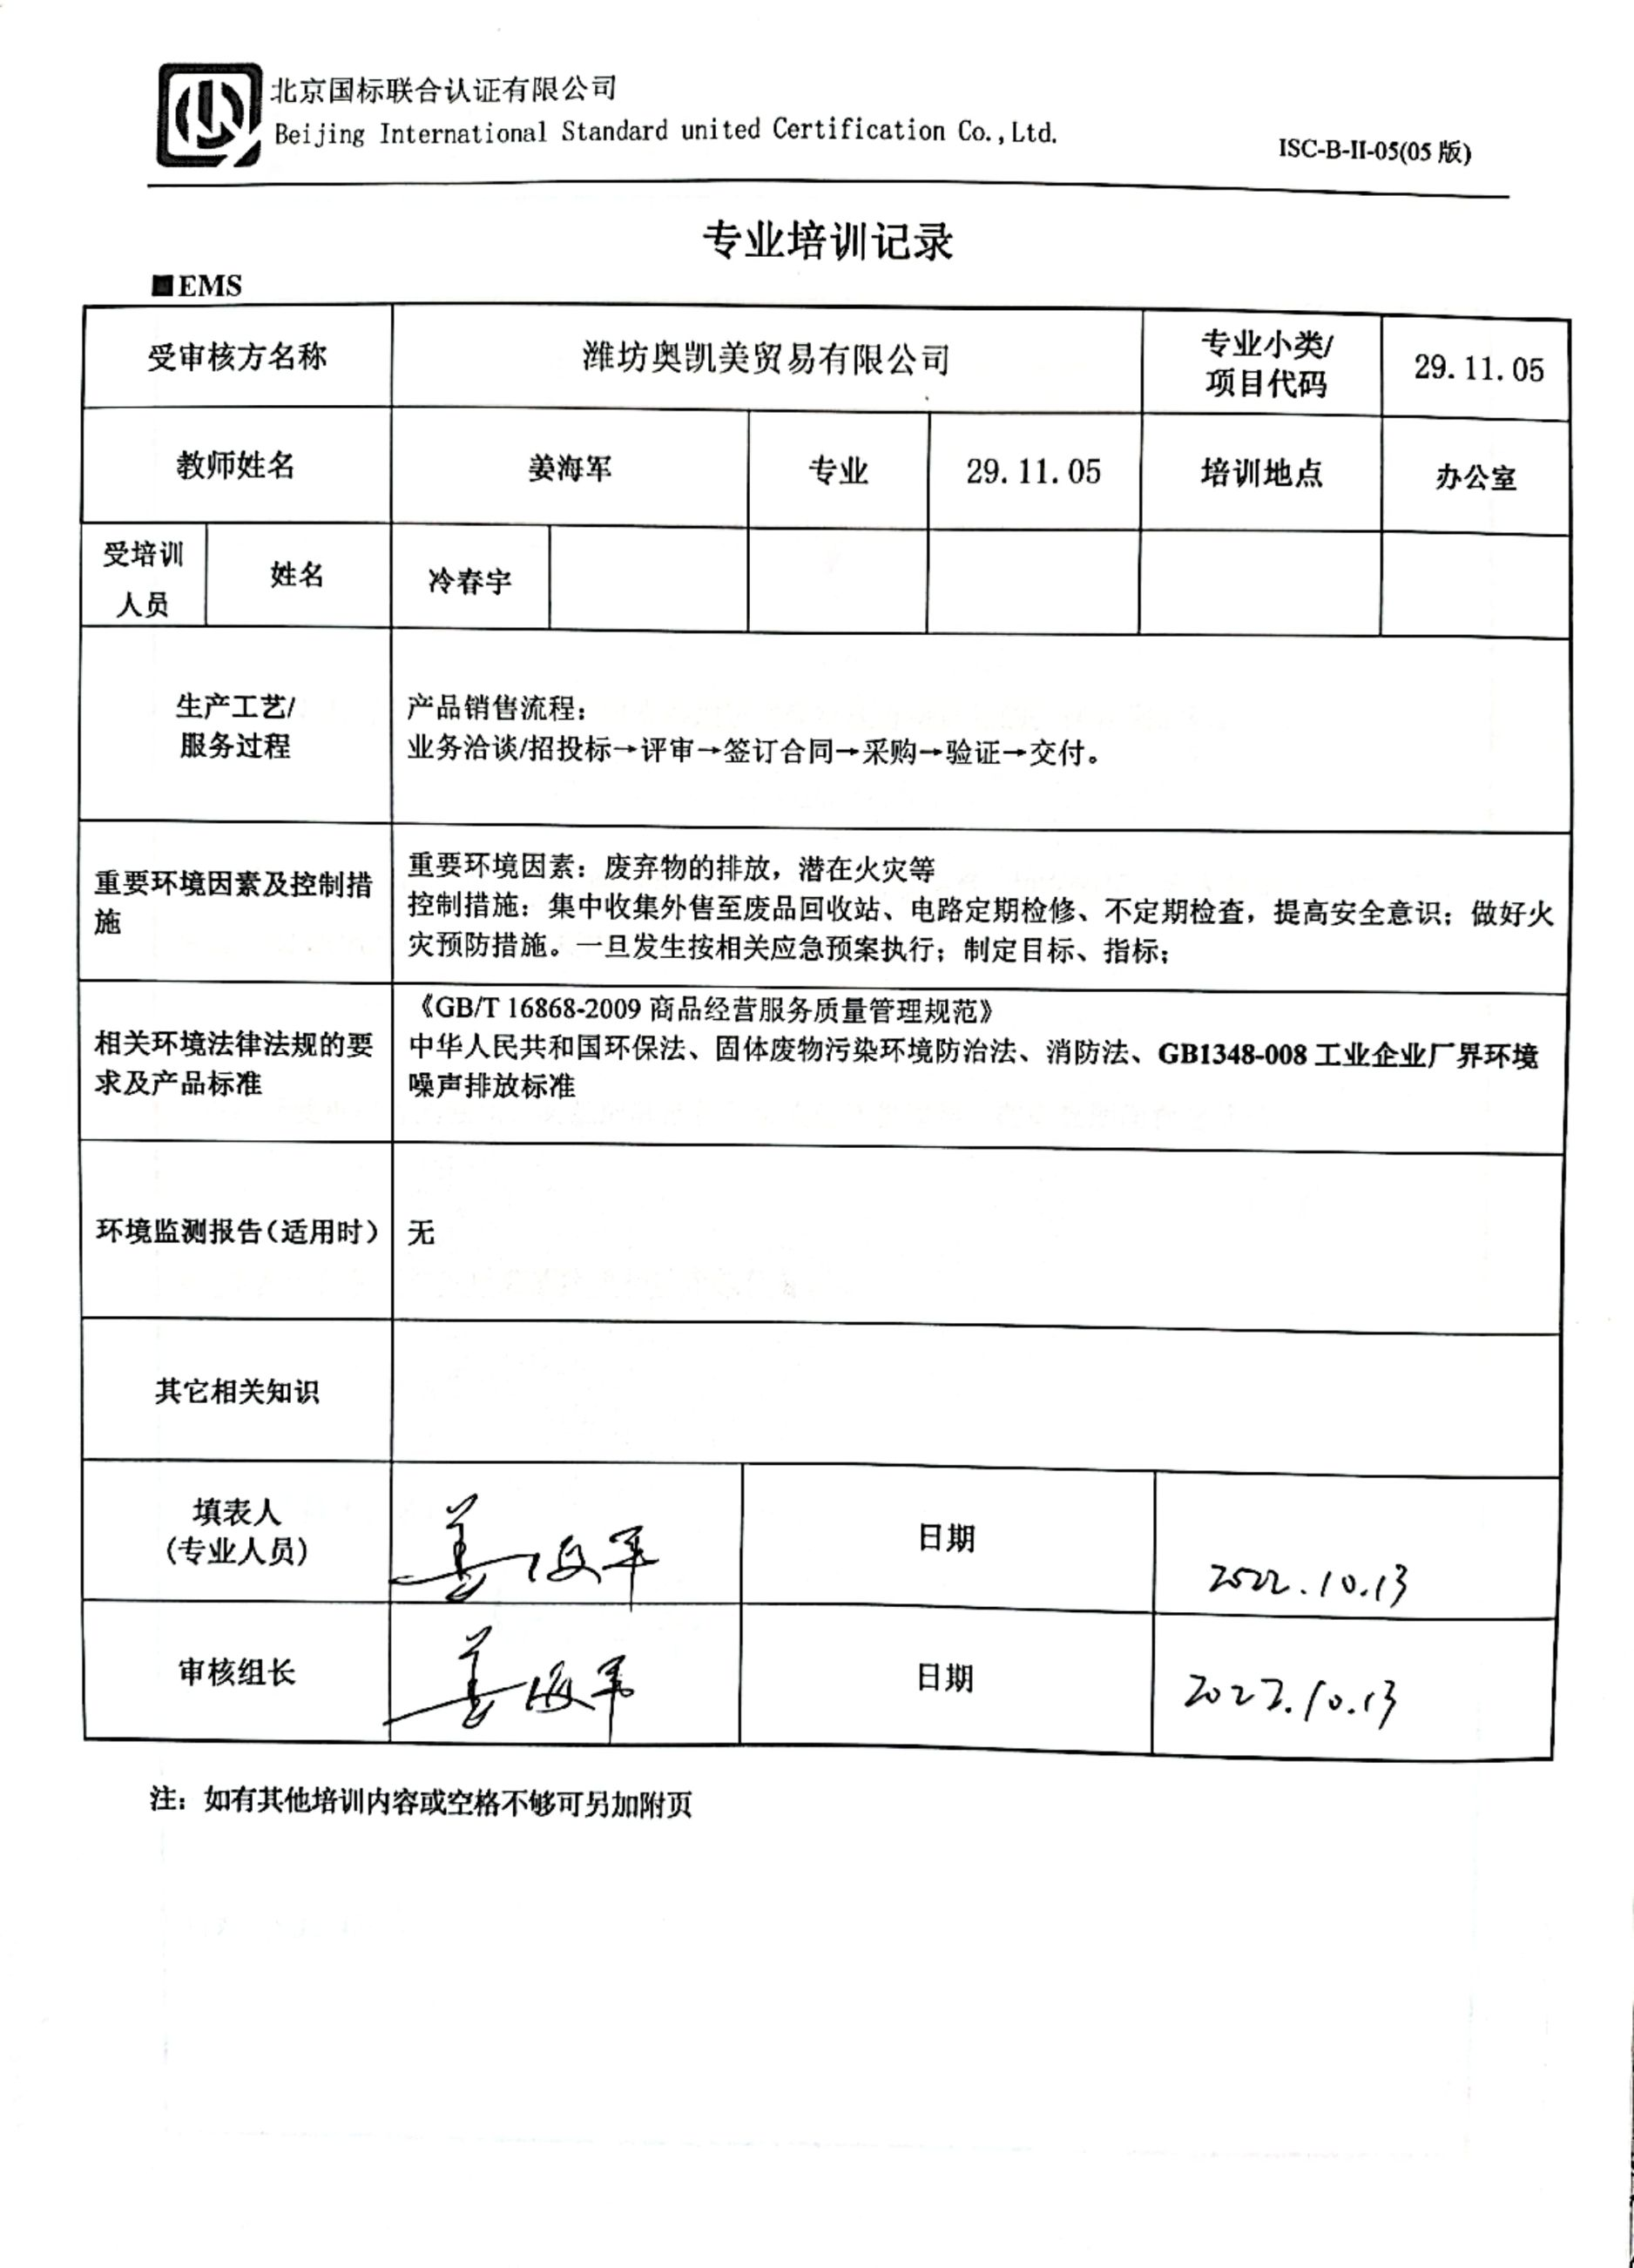 北京国标联合认证有限公司
Beijing International Standard united Certification Co.,Ltd.
ISC-B-II-05(05 版)
专业培训记录
■EMS
受审核方名称
潍坊奥凯美贸易有限公司
专业小类/
项目代码
29.11.05
教师姓名
姜海军
专业
29.11.05
培训地点
办公室
受培训
人员
姓名
冷春宇
生产工艺/
服务过程
产品销售流程：
业务洽谈/招投标→评审→签订合同→采购→验证→交付。
重要环境因素及控制措
施
重要环境因素：废弃物的排放，潜在火灾等
控制措施：集中收集外售至废品回收站、电路定期检修、不定期检查，提高安全意识；做好火
灾预防措施。一旦发生按相关应急预案执行；制定目标、指标；
相关环境法律法规的要
求及产品标准
《GB/T 16868-2009 商品经营服务质量管理规范》
中华人民共和国环保法、固体废物污染环境防治法、消防法、GB1348-008 工业企业厂界环境
噪声排放标准
环境监测报告（适用时）
无
其它相关知识
填表人
（专业人员）
姜海军
日期
2022.10.13
审核组长
姜海军
日期
2022.10.13
注：如有其他培训内容或空格不够可另加附页